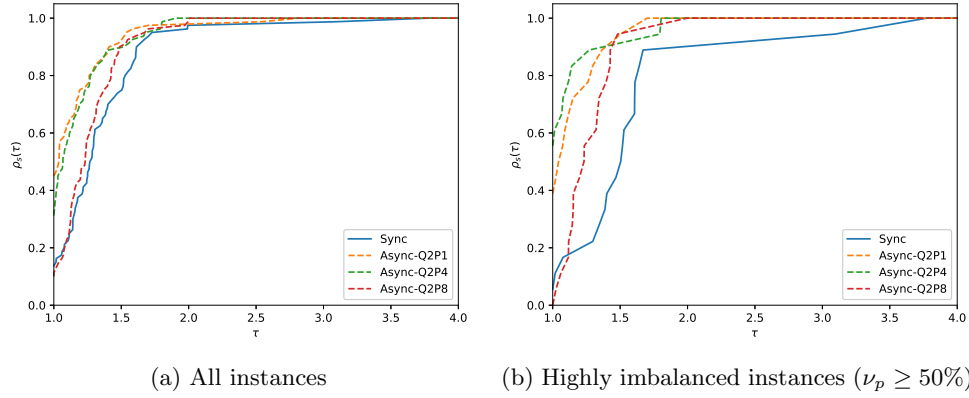 1.0
0.8
0.6
0.4
0.2
0.0
ρs(τ)
1.0 1.5 2.0 2.5 3.0 3.5 4.0
τ
Sync
Async-Q2P1
Async-Q2P4
Async-Q2P8
(a) All instances
1.0
0.8
0.6
0.4
0.2
0.0
ρs(τ)
1.0 1.5 2.0 2.5 3.0 3.5 4.0
τ
Sync
Async-Q2P1
Async-Q2P4
Async-Q2P8
(b) Highly imbalanced instances (νp ≥ 50%)